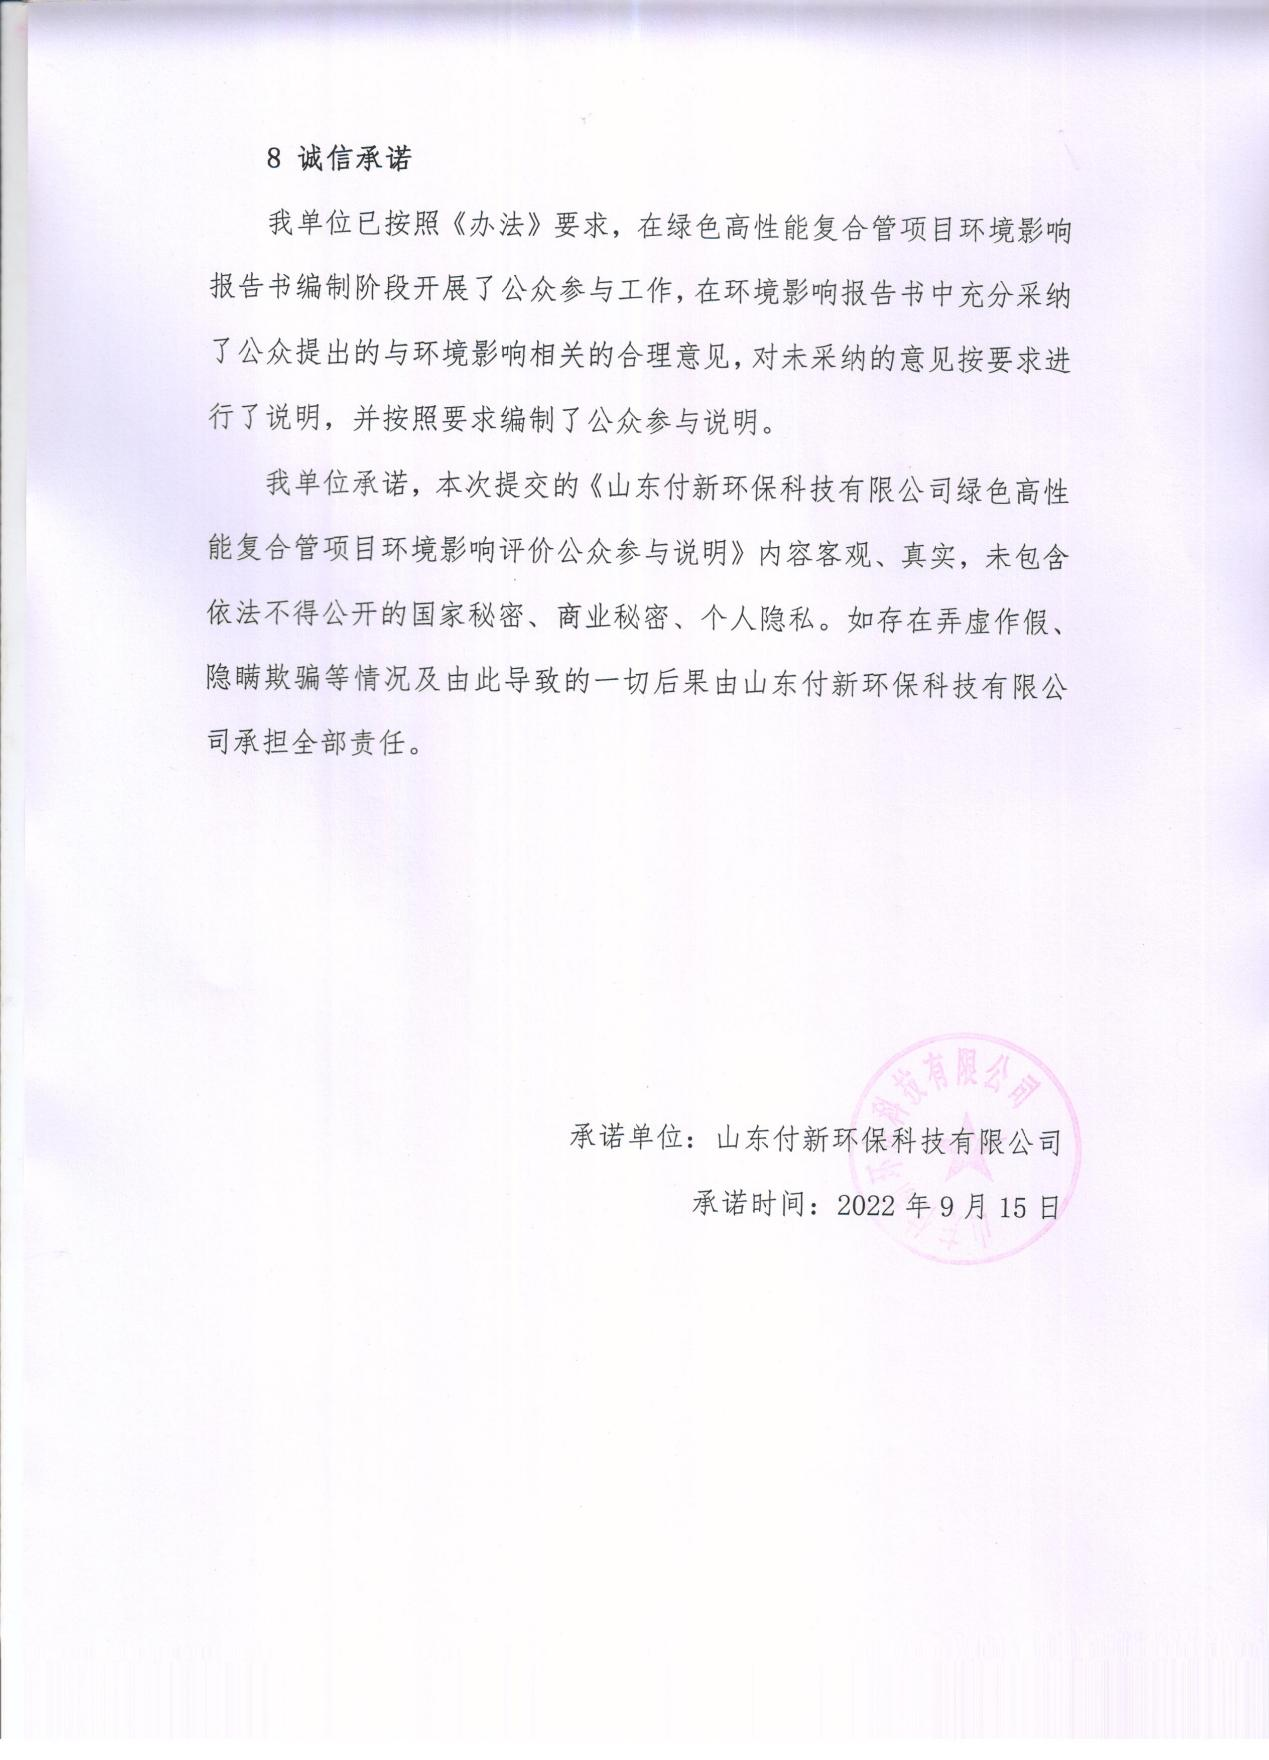 8 诚信承诺
我单位已按照《办法》要求，在绿色高性能复合管项目环境影响
报告书编制阶段开展了公众参与工作，在环境影响报告书中充分采纳
了公众提出的与环境影响相关的合理意见，对未采纳的意见按要求进
行了说明，并按照要求编制了公众参与说明。
我单位承诺，本次提交的《山东付新环保科技有限公司绿色高性
能复合管项目环境影响评价公众参与说明》内容客观、真实，未包含
依法不得公开的国家秘密、商业秘密、个人隐私。如存在弄虚作假、
隐瞒欺骗等情况及由此导致的一切后果由山东付新环保科技有限公
司承担全部责任。
科技有限公司
承诺单位：山东付新环保科技有限公司
承诺时间：2022 年 9 月 15 日